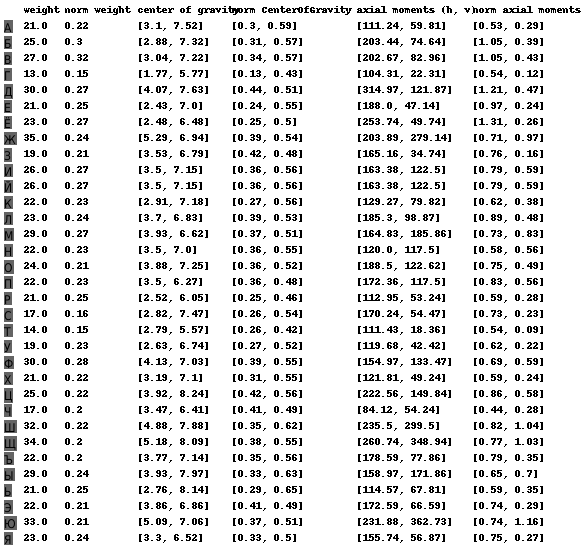 weight norm weight center of gravity norm CenterOfGravity axial moments (h, v) norm axial moments
А 21.0 0.22 [3.1, 7.52] [0.3, 0.59] [111.24, 59.81] [0.53, 0.29]
Б 25.0 0.3 [2.88, 7.32] [0.31, 0.57] [203.44, 74.64] [1.05, 0.39]
В 27.0 0.32 [3.04, 7.22] [0.34, 0.57] [202.67, 82.96] [1.05, 0.43]
Г 13.0 0.15 [1.77, 5.77] [0.13, 0.43] [104.31, 22.31] [0.54, 0.12]
Д 30.0 0.27 [4.07, 7.63] [0.44, 0.51] [314.97, 121.87] [1.21, 0.47]
Е 21.0 0.25 [2.43, 7.0] [0.24, 0.55] [188.0, 47.14] [0.97, 0.24]
Ё 23.0 0.27 [2.48, 6.48] [0.25, 0.5] [253.74, 49.74] [1.31, 0.26]
Ж 35.0 0.24 [5.29, 6.94] [0.39, 0.54] [203.89, 279.14] [0.71, 0.97]
З 19.0 0.21 [3.53, 6.79] [0.42, 0.48] [165.16, 34.74] [0.76, 0.16]
И 26.0 0.27 [3.5, 7.15] [0.36, 0.56] [163.38, 122.5] [0.79, 0.59]
Й 26.0 0.27 [3.5, 7.15] [0.36, 0.56] [163.38, 122.5] [0.79, 0.59]
К 22.0 0.23 [2.91, 7.18] [0.27, 0.56] [129.27, 79.82] [0.62, 0.38]
Л 23.0 0.24 [3.7, 6.83] [0.39, 0.53] [185.3, 98.87] [0.89, 0.48]
М 29.0 0.27 [3.93, 6.62] [0.37, 0.51] [164.83, 185.86] [0.73, 0.83]
Н 22.0 0.23 [3.5, 7.0] [0.36, 0.55] [120.0, 117.5] [0.58, 0.56]
О 24.0 0.21 [3.88, 7.25] [0.36, 0.52] [188.5, 122.62] [0.75, 0.49]
П 22.0 0.23 [3.5, 6.27] [0.36, 0.48] [172.36, 117.5] [0.83, 0.56]
Р 21.0 0.25 [2.52, 6.05] [0.25, 0.46] [112.95, 53.24] [0.59, 0.28]
С 17.0 0.16 [2.82, 7.47] [0.26, 0.54] [170.24, 54.47] [0.73, 0.23]
Т 14.0 0.15 [2.79, 5.57] [0.26, 0.42] [111.43, 18.36] [0.54, 0.09]
У 19.0 0.23 [2.63, 6.74] [0.27, 0.52] [119.68, 42.42] [0.62, 0.22]
Ф 30.0 0.28 [4.13, 7.03] [0.39, 0.55] [154.97, 133.47] [0.69, 0.59]
Х 21.0 0.22 [3.19, 7.1] [0.31, 0.55] [121.81, 49.24] [0.59, 0.24]
Ц 25.0 0.22 [3.92, 8.24] [0.42, 0.56] [222.56, 149.84] [0.86, 0.58]
Ч 17.0 0.2 [3.47, 6.41] [0.41, 0.49] [84.12, 54.24] [0.44, 0.28]
Ш 32.0 0.22 [4.88, 7.88] [0.35, 0.62] [235.5, 299.5] [0.82, 1.04]
Щ 34.0 0.2 [5.18, 8.09] [0.38, 0.55] [260.74, 348.94] [0.77, 1.03]
Ъ 22.0 0.2 [3.77, 7.14] [0.35, 0.56] [178.59, 77.86] [0.79, 0.35]
Ы 29.0 0.24 [3.93, 7.97] [0.33, 0.63] [158.97, 171.86] [0.65, 0.7]
Ь 21.0 0.25 [2.76, 8.14] [0.29, 0.65] [114.57, 67.81] [0.59, 0.35]
Э 22.0 0.21 [3.86, 6.86] [0.41, 0.49] [172.59, 66.59] [0.74, 0.29]
Ю 33.0 0.21 [5.09, 7.06] [0.37, 0.51] [231.88, 362.73] [0.74, 1.16]
Я 23.0 0.24 [3.3, 6.52] [0.33, 0.5] [155.74, 56.87] [0.75, 0.27]